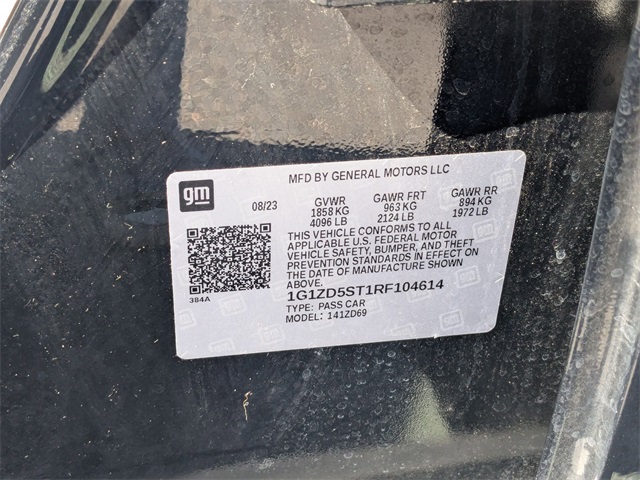 MFD BY GENERAL MOTORS LLC
gm
08/23 GVWR GAWR FRT GAWR RR
1858 KG 963 KG 894 KG
4096 LB 2124 LB 1972 LB
THIS VEHICLE CONFORMS TO ALL
APPLICABLE U.S. FEDERAL MOTOR
VEHICLE SAFETY, BUMPER, AND THEFT
PREVENTION STANDARDS IN EFFECT ON
THE DATE OF MANUFACTURE SHOWN
ABOVE.
384A
1G1ZD5ST1RF104614
TYPE: PASS CAR
MODEL: 141ZD69